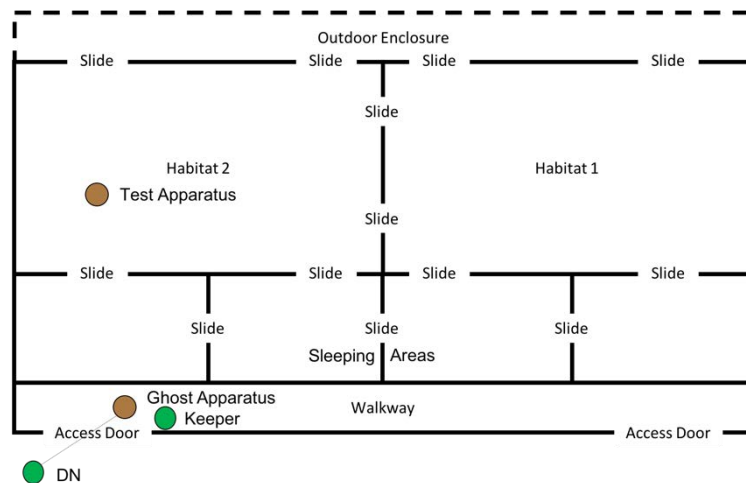 Outdoor Enclosure
Slide Slide Slide Slide
Slide
Habitat 2 Habitat 1
Test Apparatus
Slide
Slide Slide Slide Slide
Slide Slide Slide
Sleeping Areas
Ghost Apparatus
Walkway
Keeper
Access Door Access Door
DN